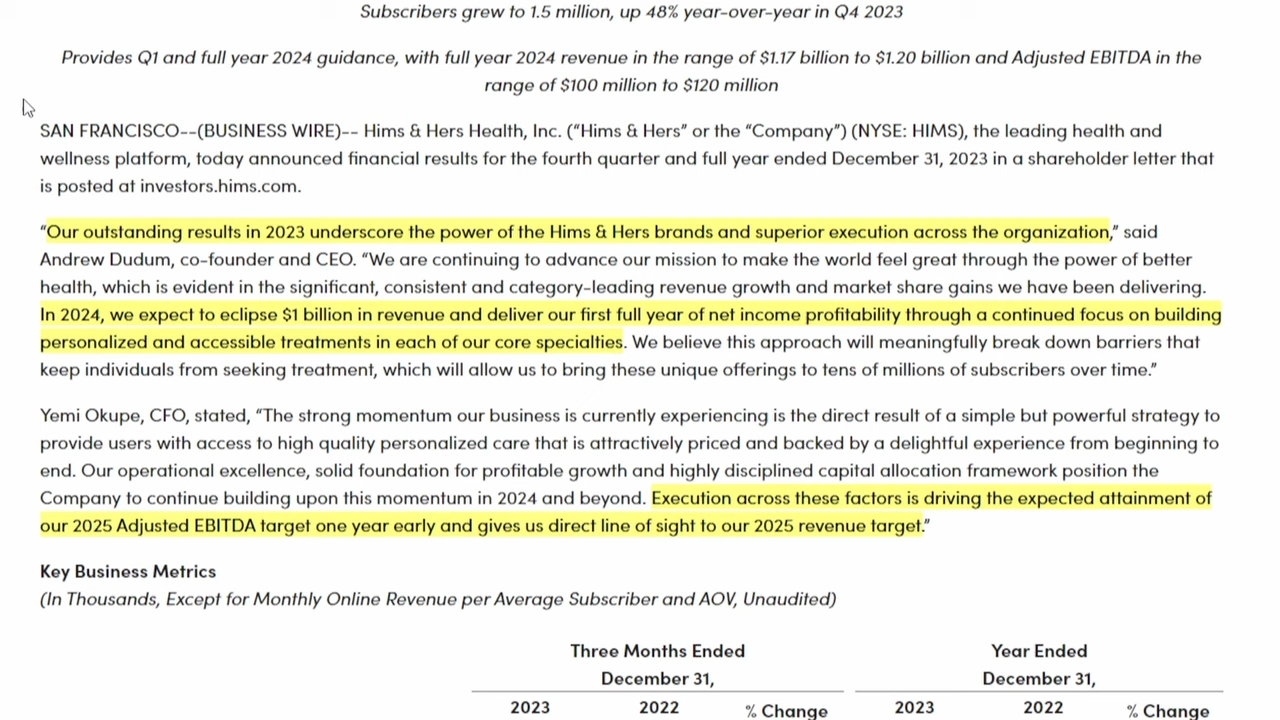 Subscribers grew to 1.5 million, up 48% year-over-year in Q4 2023
Provides Q1 and full year 2024 guidance, with full year 2024 revenue in the range of $1.17 billion to $1.20 billion and Adjusted EBITDA in the
range of $100 million to $120 million
SAN FRANCISCO--(BUSINESS WIRE)-- Hims & Hers Health, Inc. (“Hims & Hers” or the “Company”) (NYSE: HIMS), the leading health and
wellness platform, today announced financial results for the fourth quarter and full year ended December 31, 2023 in a shareholder letter that
is posted at investors.hims.com.
“Our outstanding results in 2023 underscore the power of the Hims & Hers brands and superior execution across the organization,” said
Andrew Dudum, co-founder and CEO. “We are continuing to advance our mission to make the world feel great through the power of better
health, which is evident in the significant, consistent and category-leading revenue growth and market share gains we have been delivering.
In 2024, we expect to eclipse $1 billion in revenue and deliver our first full year of net income profitability through a continued focus on building
personalized and accessible treatments in each of our core specialties. We believe this approach will meaningfully break down barriers that
keep individuals from seeking treatment, which will allow us to bring these unique offerings to tens of millions of subscribers over time.”
Yemi Okupe, CFO, stated, “The strong momentum our business is currently experiencing is the direct result of a simple but powerful strategy to
provide users with access to high quality personalized care that is attractively priced and backed by a delightful experience from beginning to
end. Our operational excellence, solid foundation for profitable growth and highly disciplined capital allocation framework position the
Company to continue building upon this momentum in 2024 and beyond. Execution across these factors is driving the expected attainment of
our 2025 Adjusted EBITDA target one year early and gives us direct line of sight to our 2025 revenue target.”
Key Business Metrics
(In Thousands, Except for Monthly Online Revenue per Average Subscriber and AOV, Unaudited)
Three Months Ended Year Ended
December 31, December 31,
2023 2022 % Change 2023 2022 % Change